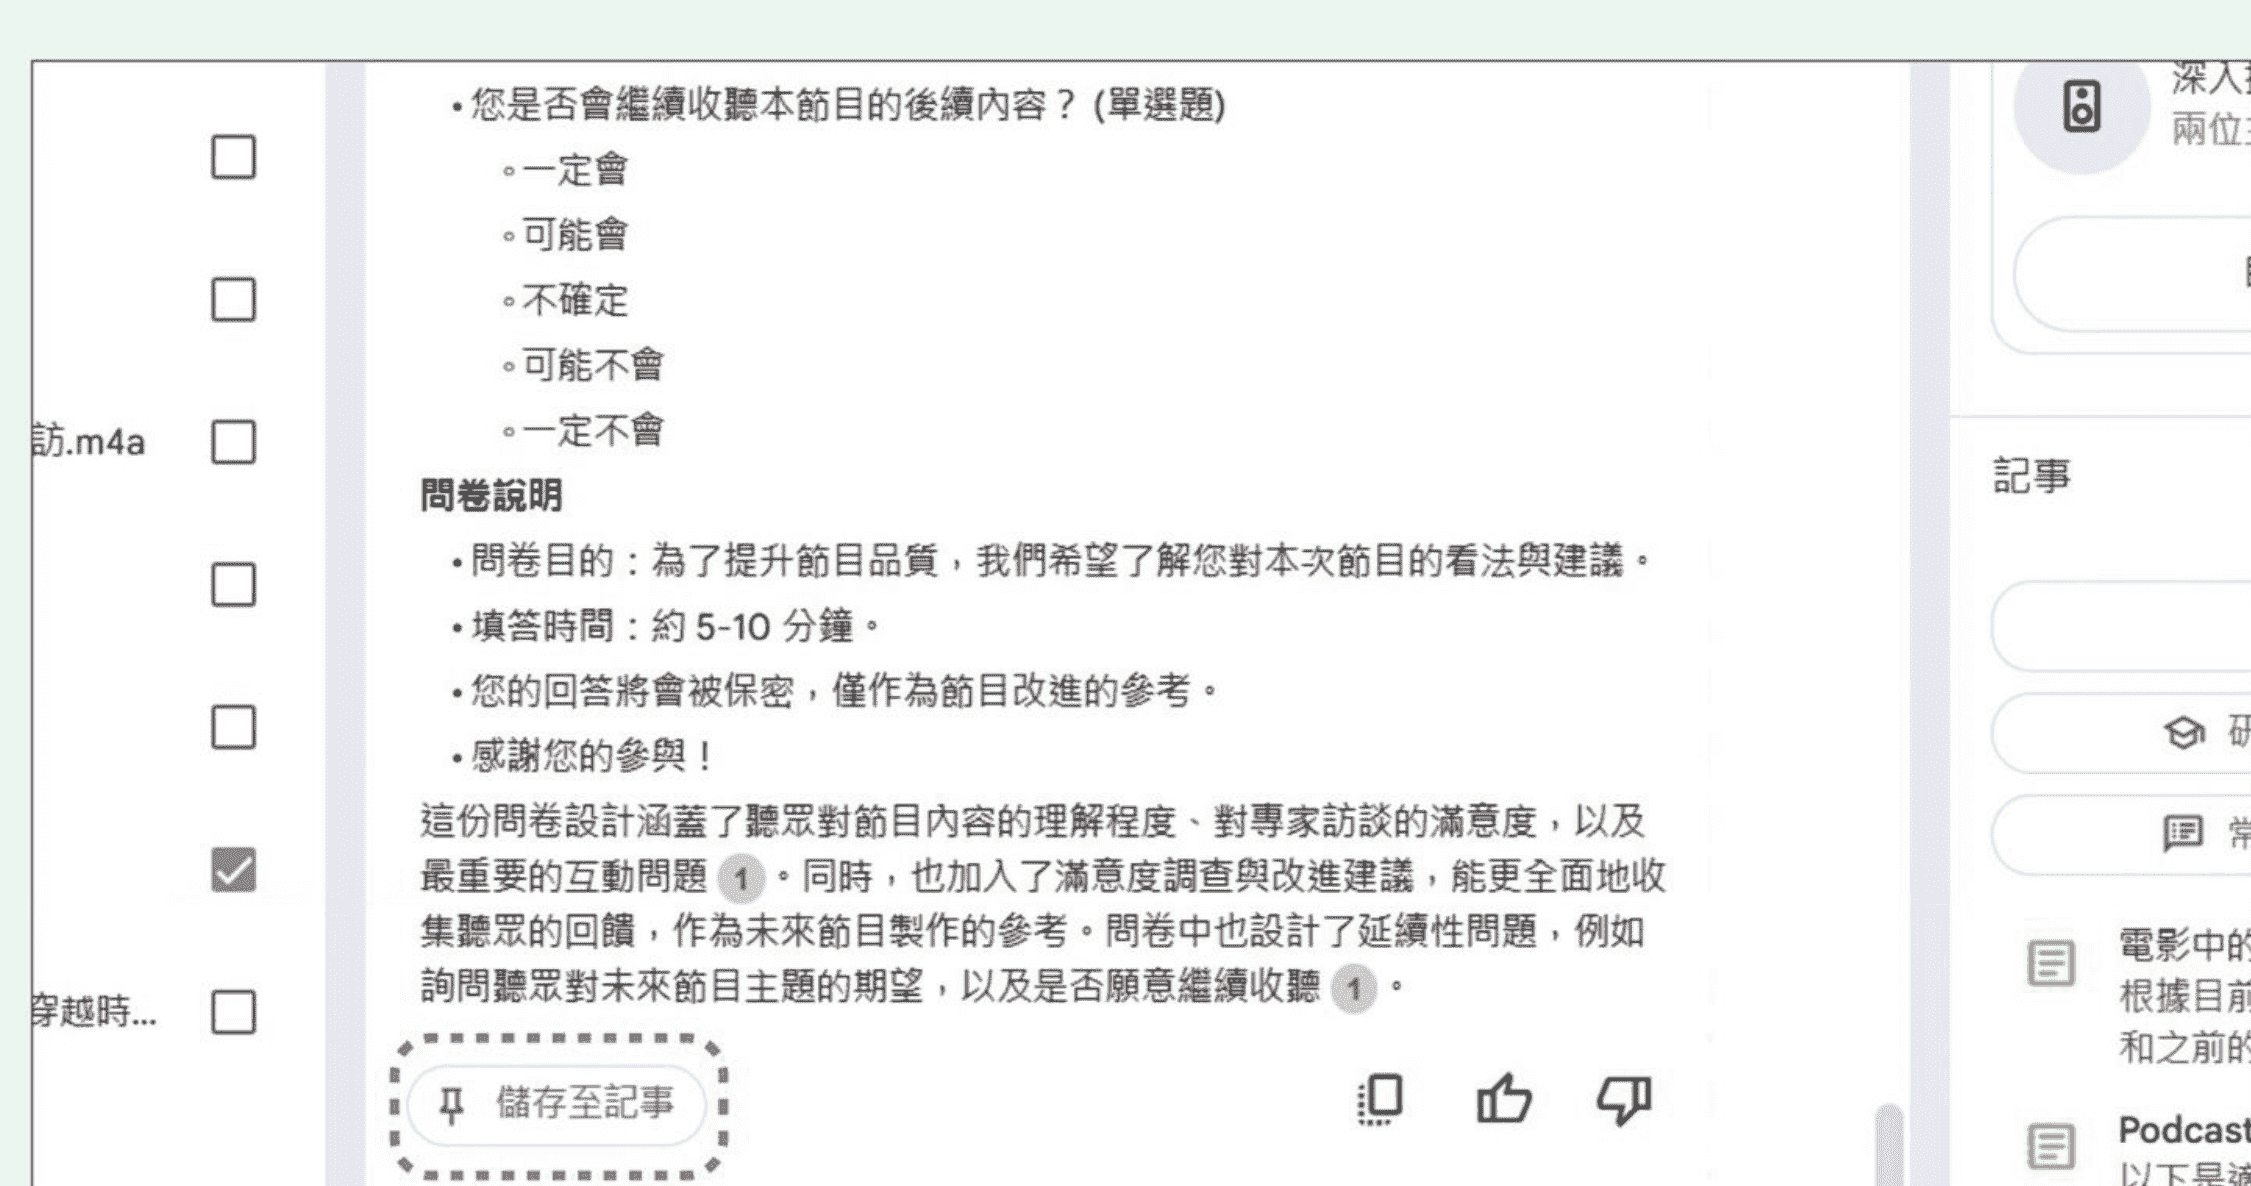 訪.m4a
穿越時...
•您是否會繼續收聽本節目的後續內容？ (單選題)
◦一定會
◦可能會
◦不確定
◦可能不會
◦一定不會
問卷說明
•問卷目的：為了提升節目品質，我們希望了解您對本次節目的看法與建議。
•填答時間：約 5-10 分鐘。
•您的回答將會被保密，僅作為節目改進的參考。
•感謝您的參與！
這份問卷設計涵蓋了聽眾對節目內容的理解程度、對專家訪談的滿意度，以及
最重要的互動問題 1 。同時，也加入了滿意度調查與改進建議，能更全面地收
集聽眾的回饋，作為未來節目製作的參考。問卷中也設計了延續性問題，例如
詢問聽眾對未來節目主題的期望，以及是否願意繼續收聽 1 。
儲存至記事
深入
兩位
記事
研
常
電影中的
根據目前
和之前的
Podcast
以下是適